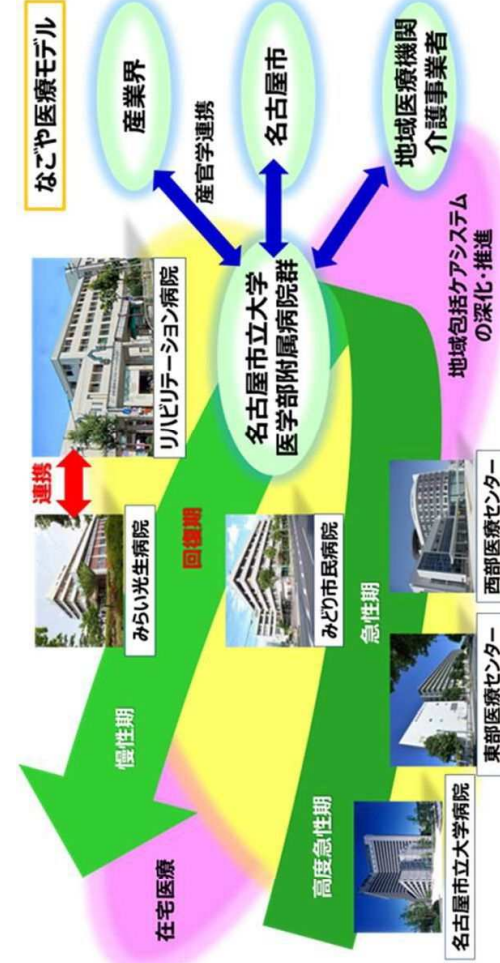 なごや医療モデル
産業界
名古屋市
地域医療機関
介護事業者
産官学連携
名古屋市立大学
医学部附属病院群
地域包括ケアシステム
の深化・推進
リハビリテーション病院
連携
みらい光生病院
回復期
みどり市民病院
急性期
西部医療センター
東部医療センター
慢性期
高度急性期
名古屋市立大学病院
在宅医療